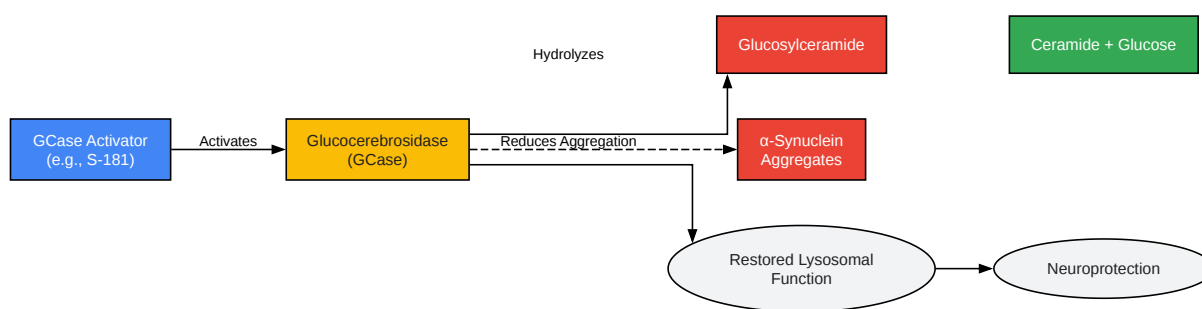 Hydrolyzes
Glucosylceramide
Ceramide + Glucose
GCase Activator
(e.g., S-181)
Activates
Glucocerebrosidase
(GCase)
Reduces Aggregation
α-Synuclein
Aggregates
Restored Lysosomal
Function
Neuroprotection